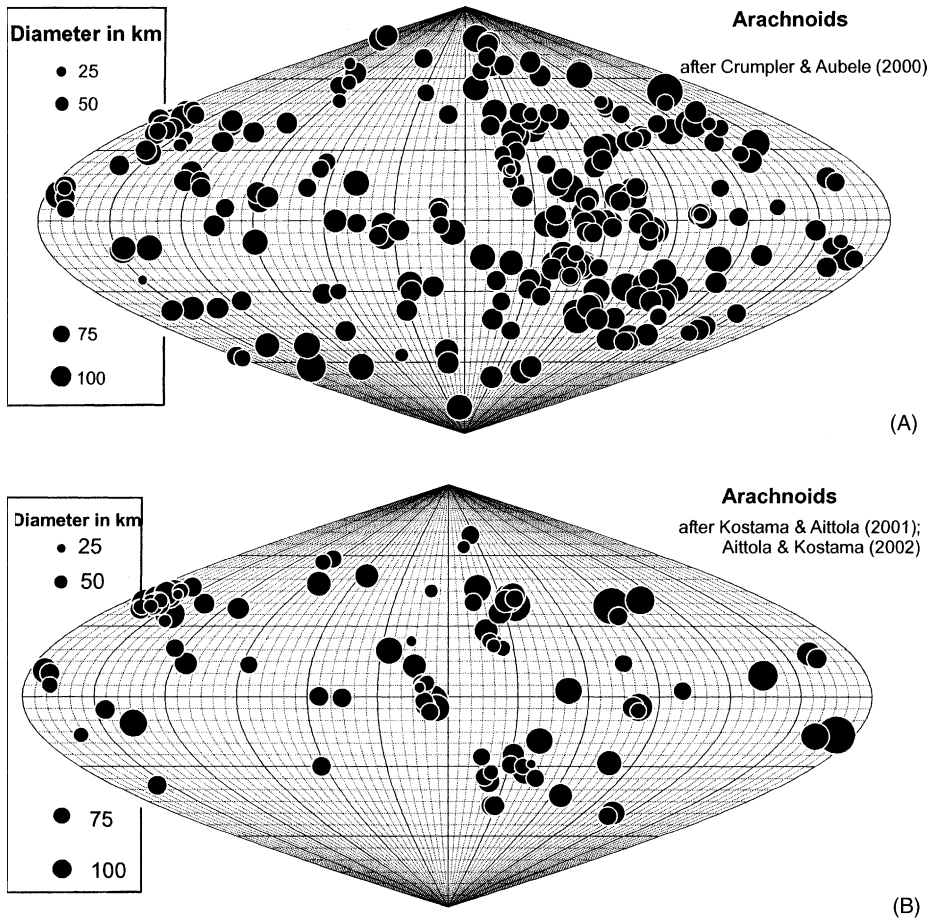 Diameter in km
25
50
75
100
Arachnoids
after Crumpler & Aubele (2000)
(A)
Diameter in km
25
50
75
100
Arachnoids
after Kostama & Aittola (2001);
Aittola & Kostama (2002)
(B)